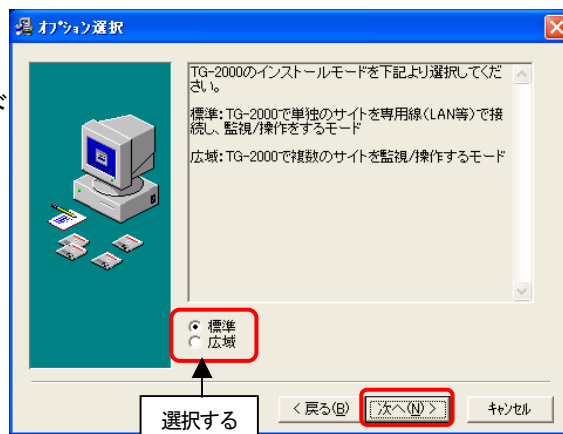 オプション選択
ド
TG-2000のインストールモードを下記より選択してくだ
さい。
標準：TG-2000で単独のサイトを専用線(LAN等)で接
続し、監視/操作をするモード
広域：TG-2000で複数のサイトを監視/操作するモード
標準
広域
選択する
< 戻る(B)
次へ(N) >
キャンセル